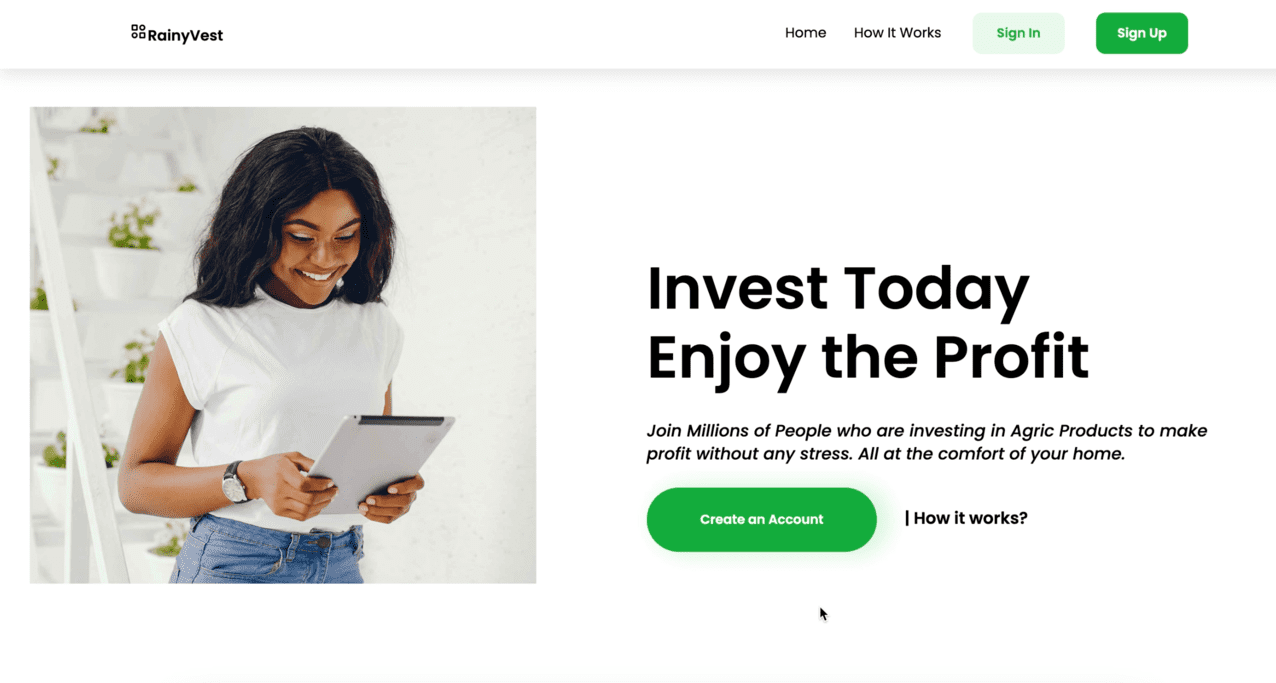 RainyVest
Home
How It Works
Sign In
Sign Up
Invest Today
Enjoy the Profit
Join Millions of People who are investing in Agric Products to make
profit without any stress. All at the comfort of your home.
Create an Account
| How it works?